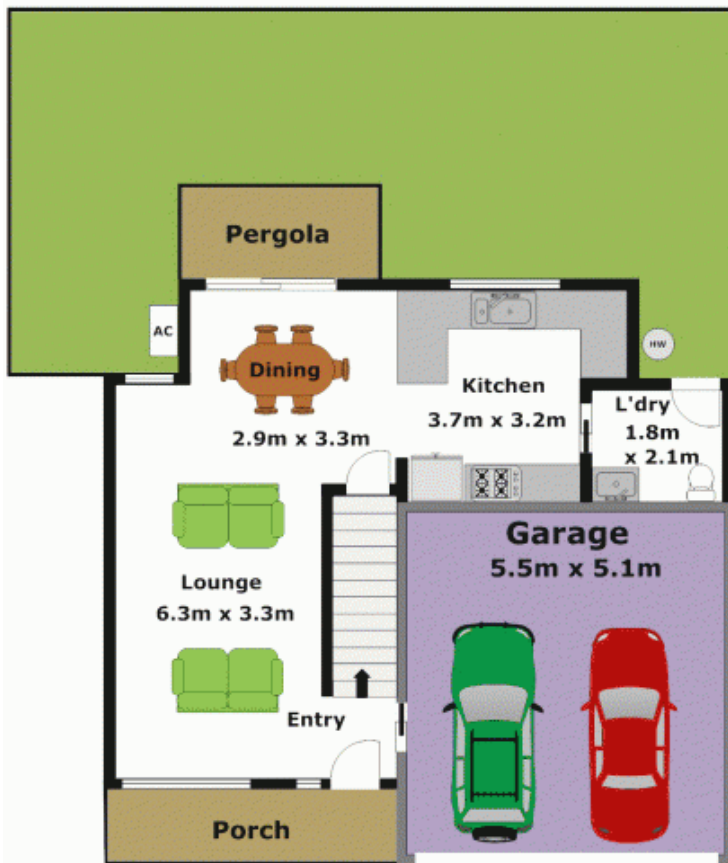 Pergola
AC
Dining
2.9m x 3.3m
Kitchen
3.7m x 3.2m
HW
L'dry
1.8m
x 2.1m
Lounge
6.3m x 3.3m
Garage
5.5m x 5.1m
Entry
Porch